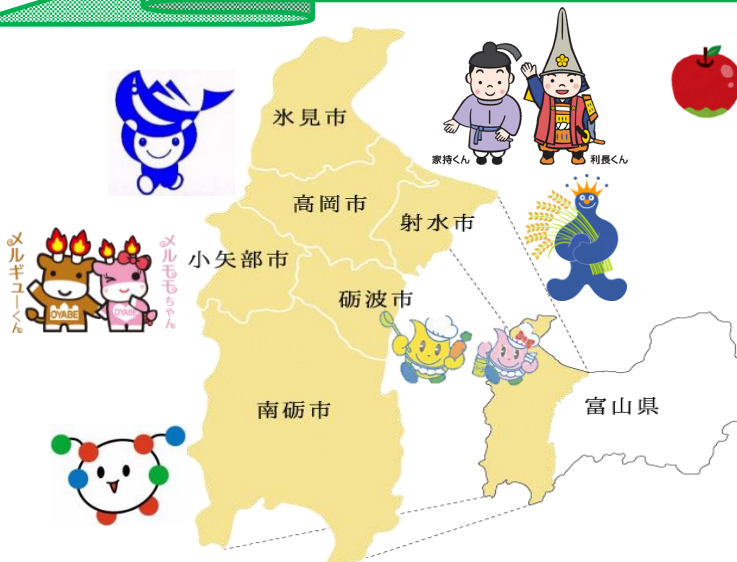 氷見市
家持くん
利長くん
高岡市
射水市
メルギューくん
メルモモちゃん
小矢部市
OYABE
OYABE
砺波市
南砺市
富山県